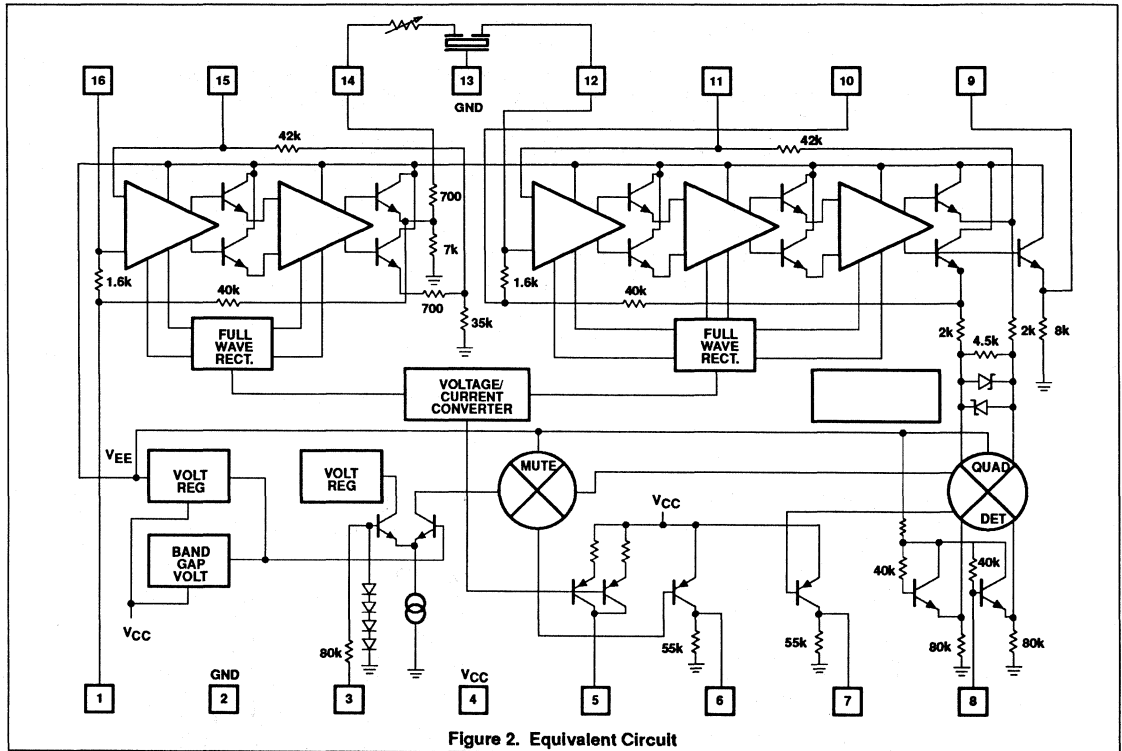 16 15 14 13 12 11 10 9
GND
42k 42k
700
7k
1.6k 1.6k
40k 40k
700
35k
2k 2k 8k
4.5k
FULL
WAVE
RECT.
FULL
WAVE
RECT.
VOLTAGE/
CURRENT
CONVERTER
VEE
VOLT
REG
VOLT
REG
MUTE
QUAD
DET
VCC
BAND
GAP
VOLT
VCC
40k 40k
80k
55k 55k
80k 80k
GND VCC
1 2 3 4 5 6 7 8
Figure 2. Equivalent Circuit